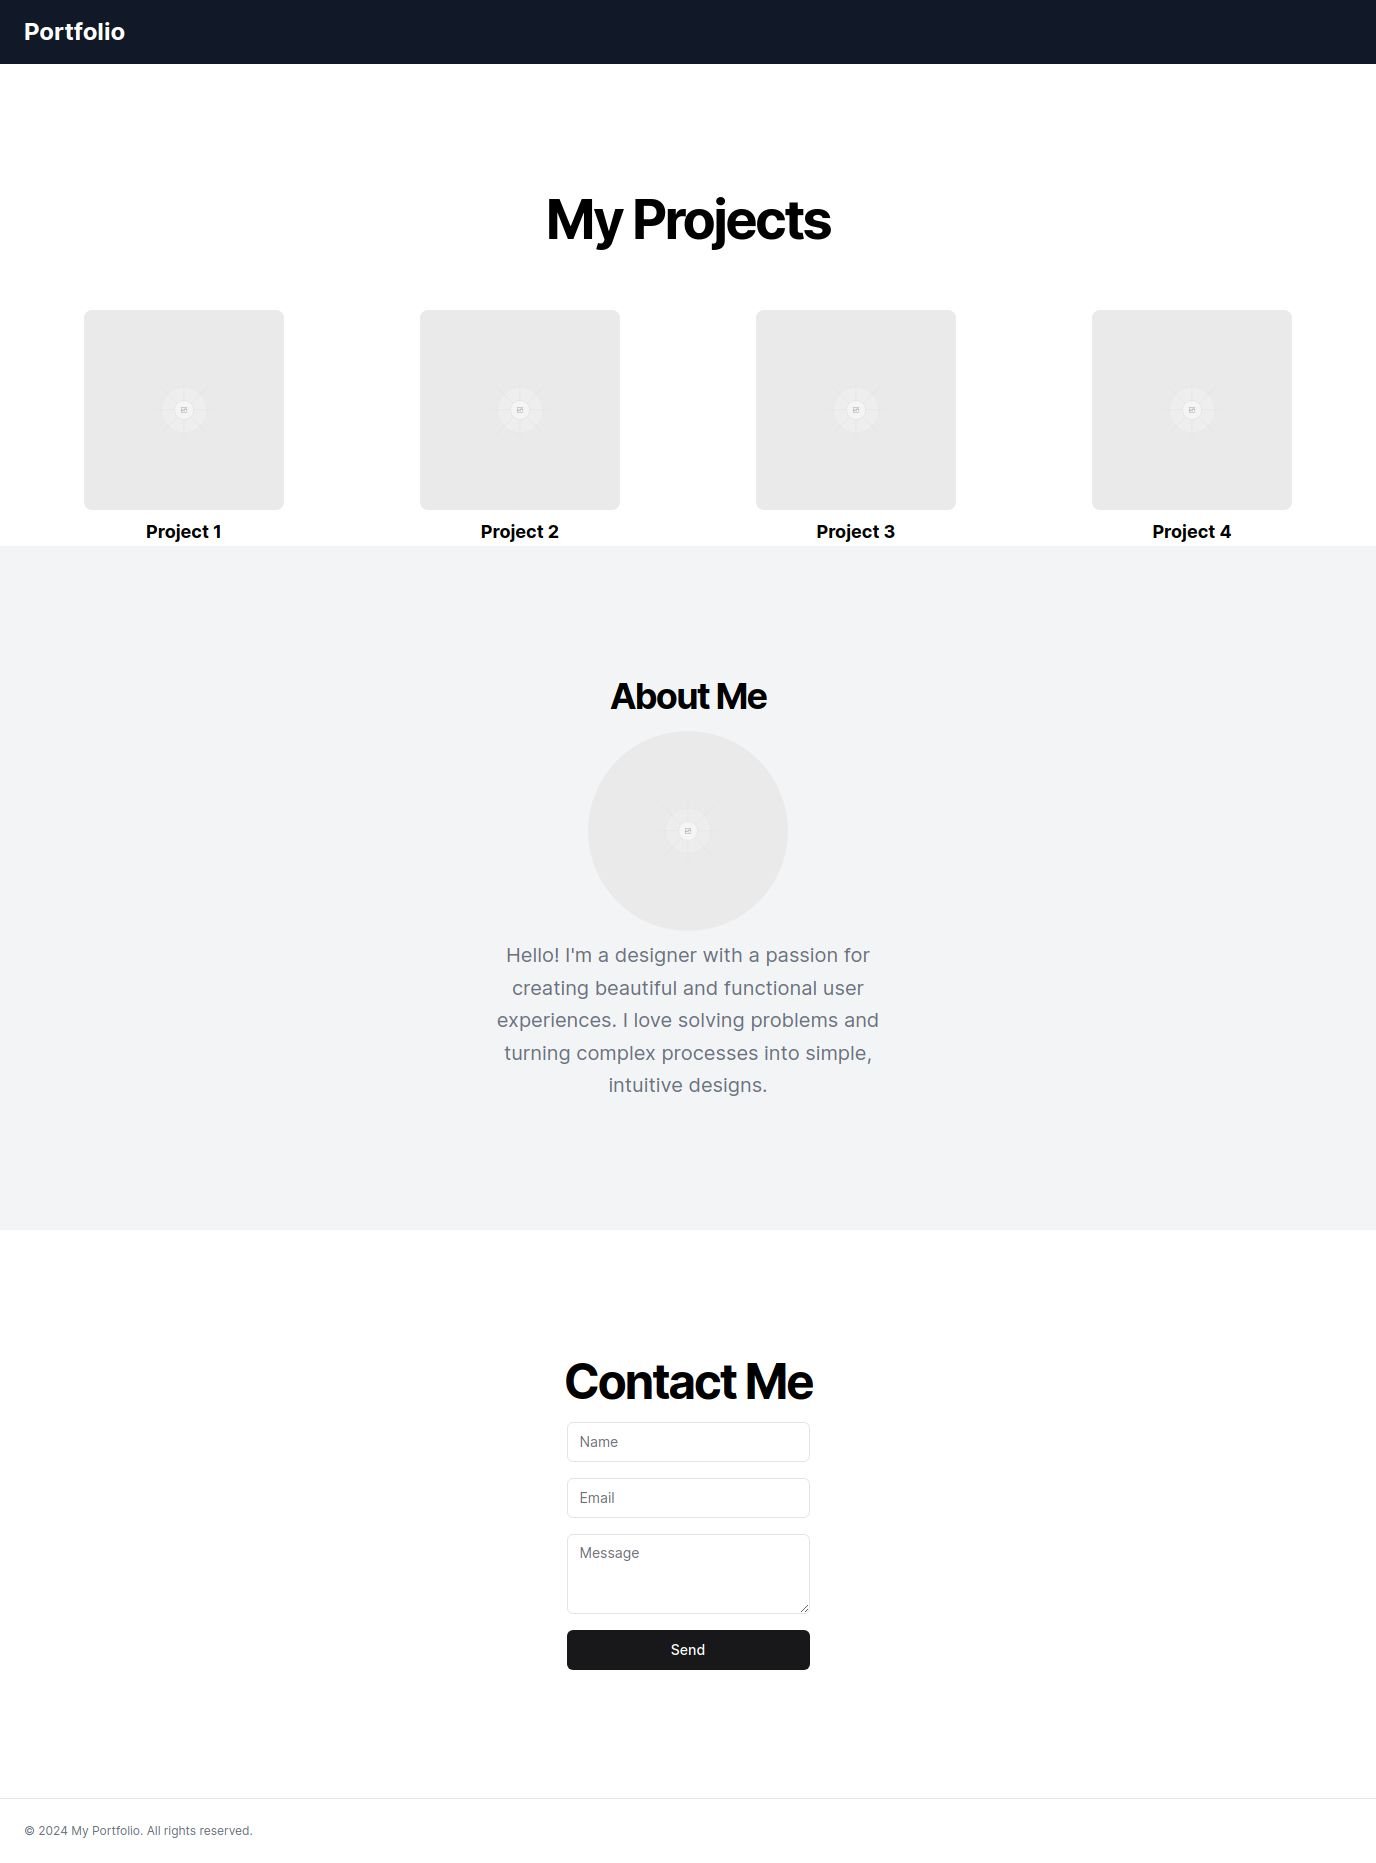 Portfolio
My Projects
Project 1
Project 2
Project 3
Project 4
About Me
Hello! I'm a designer with a passion for
creating beautiful and functional user
experiences. I love solving problems and
turning complex processes into simple,
intuitive designs.
Contact Me
Name
Email
Message
Send
© 2024 My Portfolio. All rights reserved.